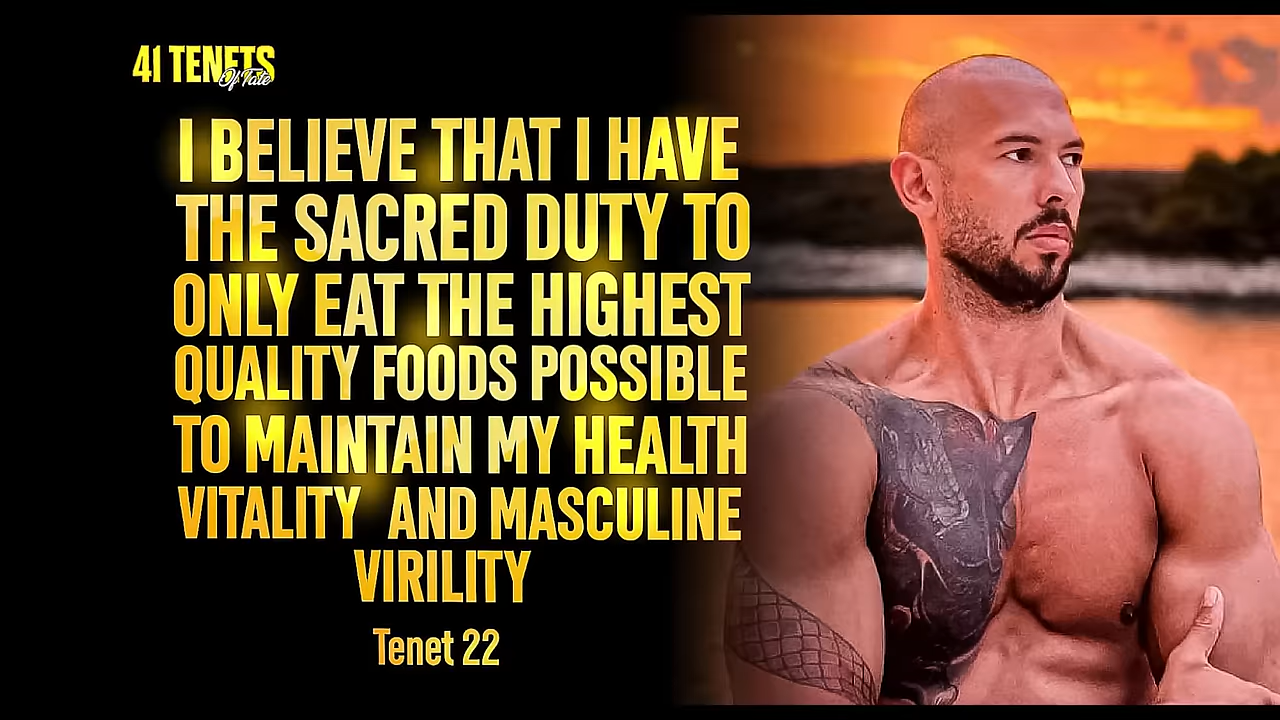 41 TENETS
Of Tate
I BELIEVE THAT I HAVE
THE SACRED DUTY TO
ONLY EAT THE HIGHEST
QUALITY FOODS POSSIBLE
TO MAINTAIN MY HEALTH
VITALITY AND MASCULINE
VIRILITY
Tenet 22